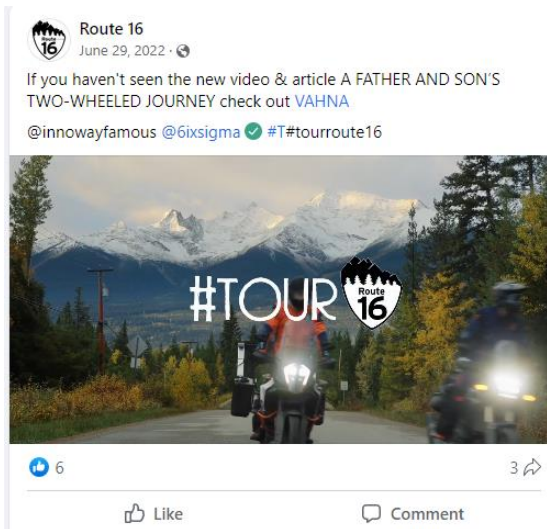 Route 16
June 29, 2022 ·
If you haven't seen the new video & article A FATHER AND SON'S
TWO-WHEELED JOURNEY check out VAHNA
@innowayfamous @6ixsigma #T#tourroute16
#TOUR Route 16
6
3
Like
Comment